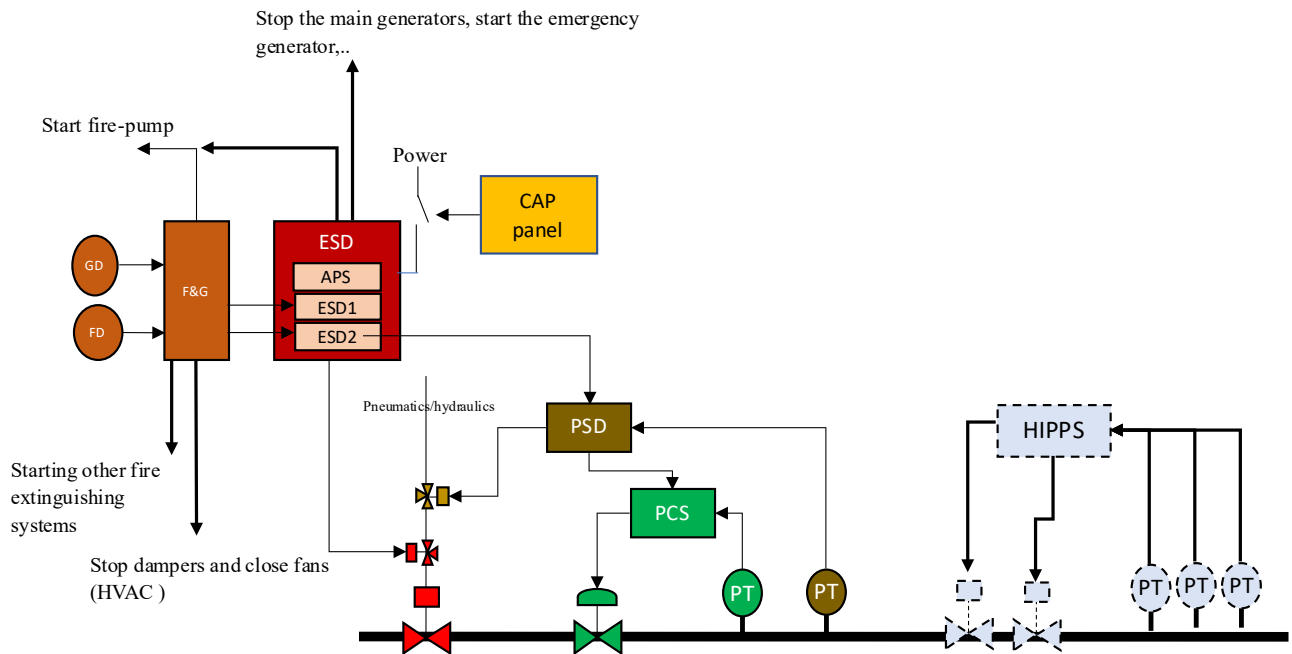 Stop the main generators, start the emergency
generator,..
Start fire-pump
Power
CAP
panel
ESD
APS
ESD1
ESD2
GD
FD
F&G
Pneumatics/hydraulics
PSD
PCS
HIPPS
PT
PT
PT
PT
PT
Starting other fire
extinguishing
systems
Stop dampers and close fans
(HVAC )